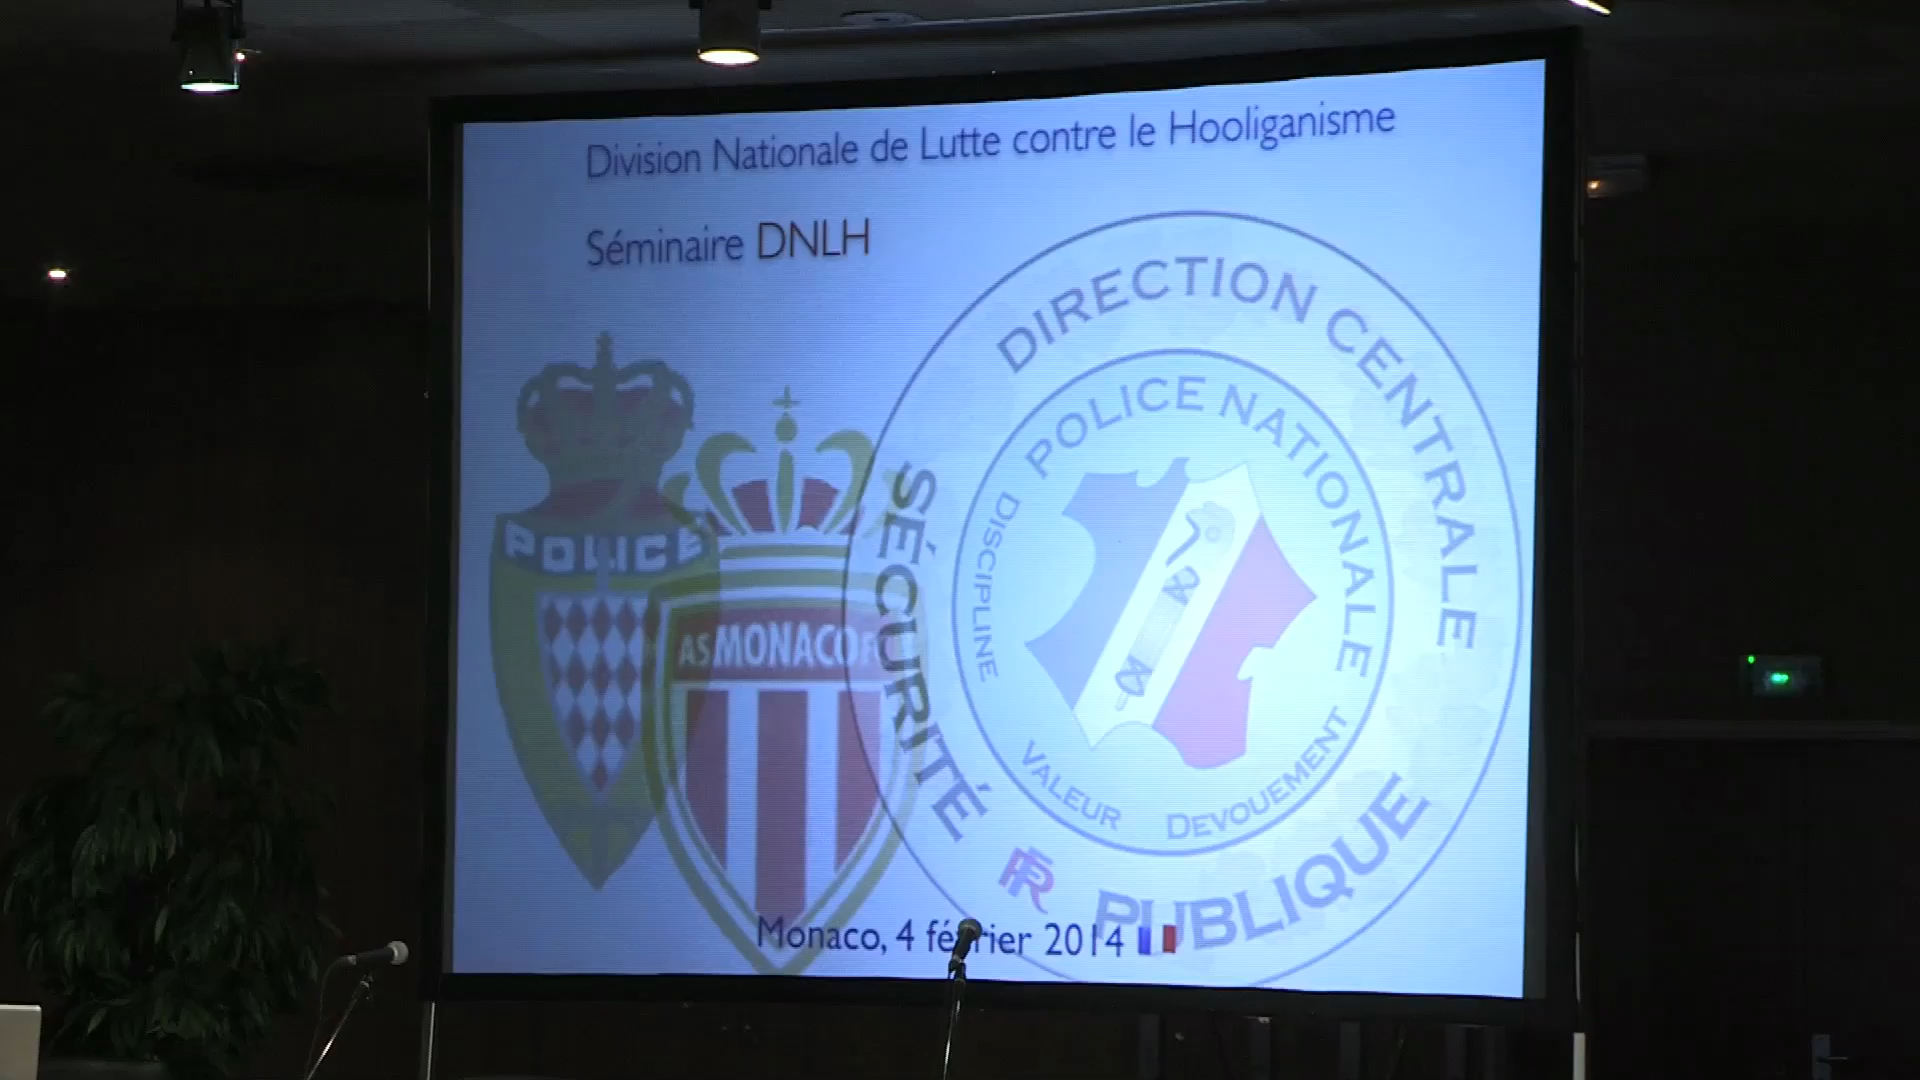 Division Nationale de Lutte contre le Hooliganisme
Séminaire DNLH
DIRECTION CENTRALE
SÉCURITÉ PUBLIQUE
POLICE NATIONALE
DISCIPLINE
VALEUR
DEVOUEMENT
RF
POLICE
AS MONACO
Monaco, 4 février 2014